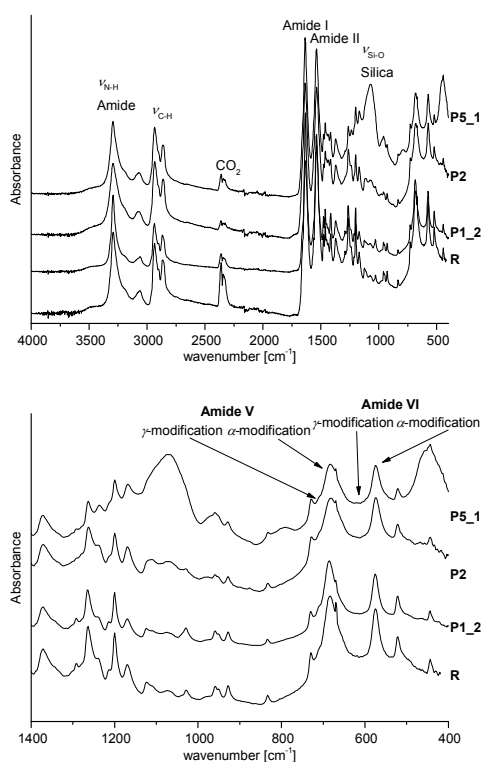 Amide I
Amide II
νSi-O
Silica
νN-H
Amide
νC-H
CO2
P5_1
P2
P1_2
R
Absorbance
4000 3500 3000 2500 2000 1500 1000 500
wavenumber [cm-1]
Amide V Amide VI
γ-modification α-modification γ-modification α-modification
P5_1
P2
P1_2
R
Absorbance
1400 1200 1000 800 600 400
wavenumber [cm-1]